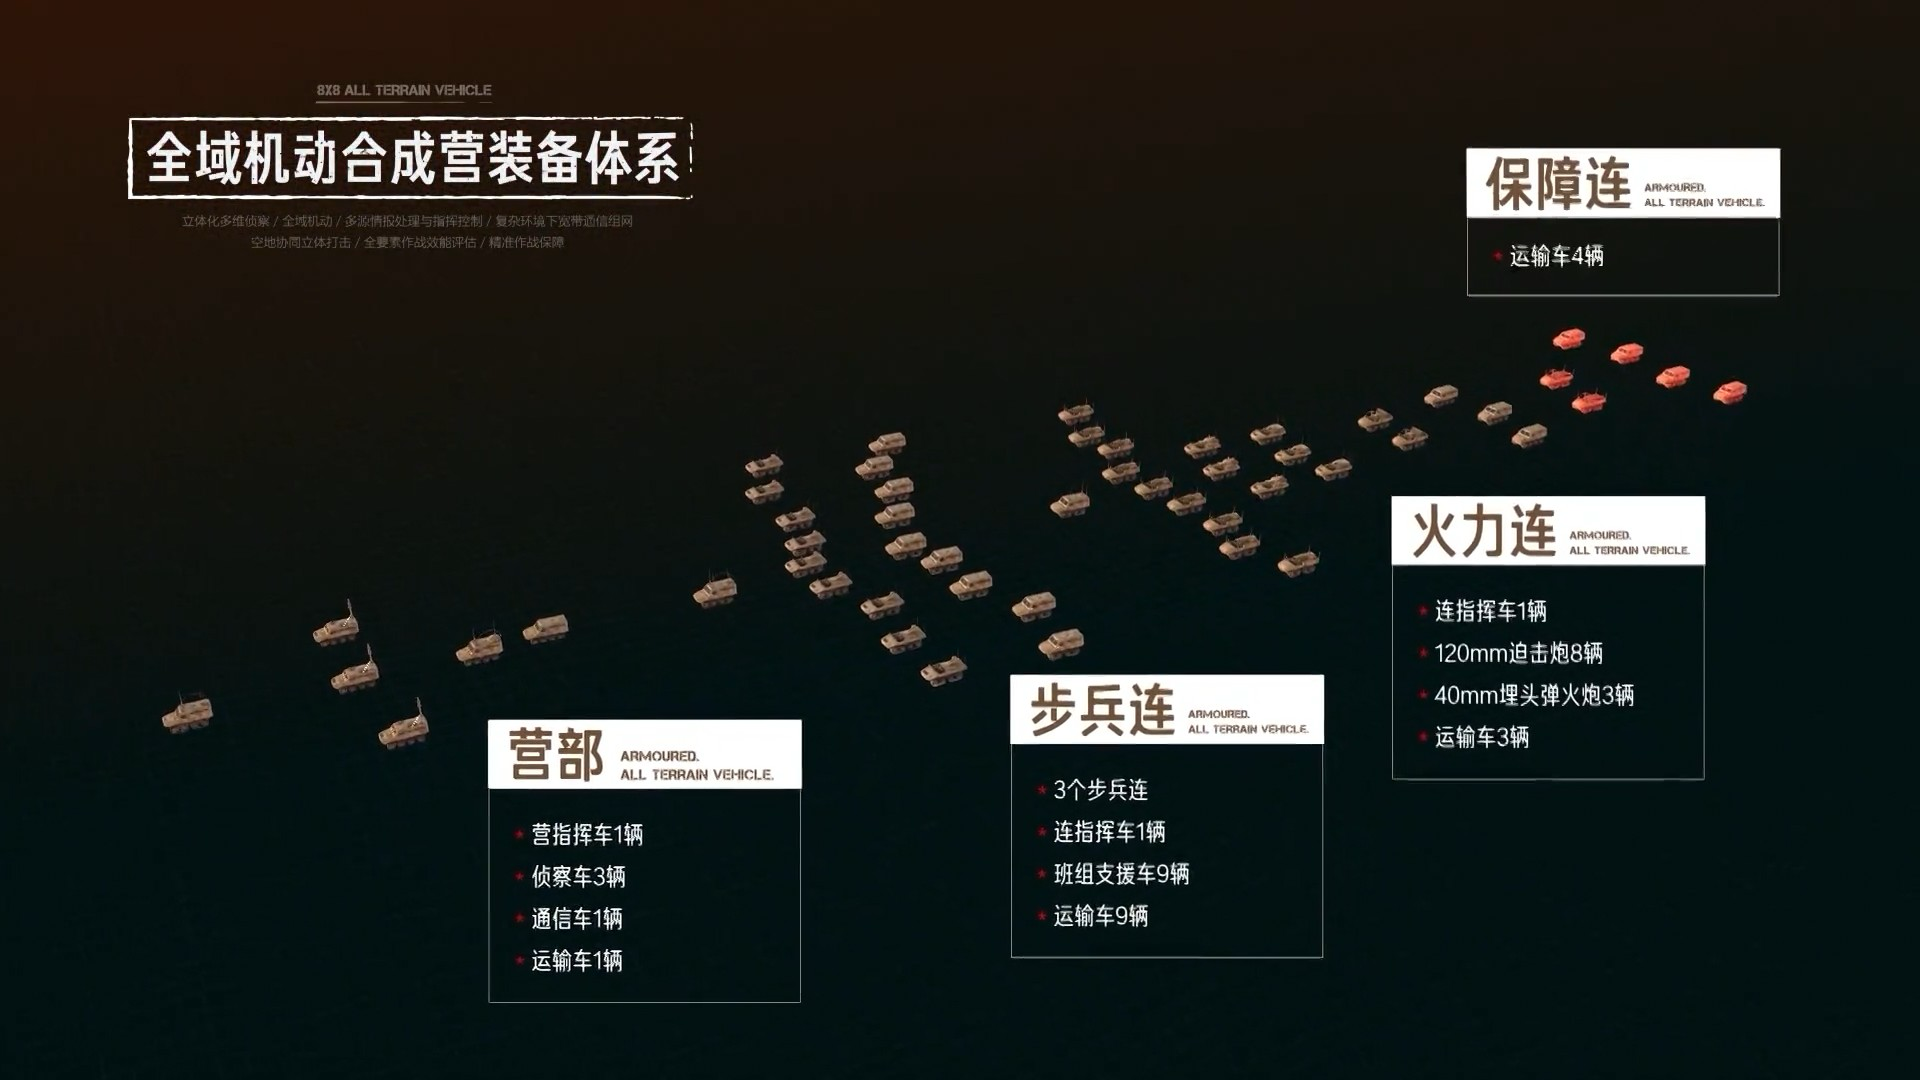 8X8 ALL TERRAIN VEHICLE
全域机动合成营装备体系
立体化多维侦察 / 全域机动 / 多源情报处理与指挥控制 / 复杂环境下宽带通信组网
空地协同立体打击 / 全要素作战效能评估 / 精准作战保障
保障连
ARMOURED.
ALL TERRAIN VEHICLE.
运输车4辆
火力连
ARMOURED.
ALL TERRAIN VEHICLE.
连指挥车1辆
120mm迫击炮8辆
40mm埋头弹火炮3辆
运输车3辆
步兵连
ARMOURED.
ALL TERRAIN VEHICLE.
3个步兵连
连指挥车1辆
班组支援车9辆
运输车9辆
营部
ARMOURED.
ALL TERRAIN VEHICLE.
营指挥车1辆
侦察车3辆
通信车1辆
运输车1辆